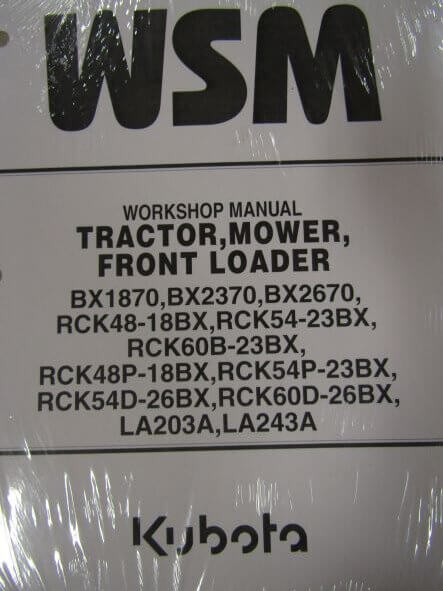 WSM
WORKSHOP MANUAL
TRACTOR,MOWER,
FRONT LOADER
BX1870,BX2370,BX2670,
RCK48-18BX,RCK54-23BX,
RCK60B-23BX,
RCK48P-18BX,RCK54P-23BX,
RCK54D-26BX,RCK60D-26BX,
LA203A,LA243A
Kubota